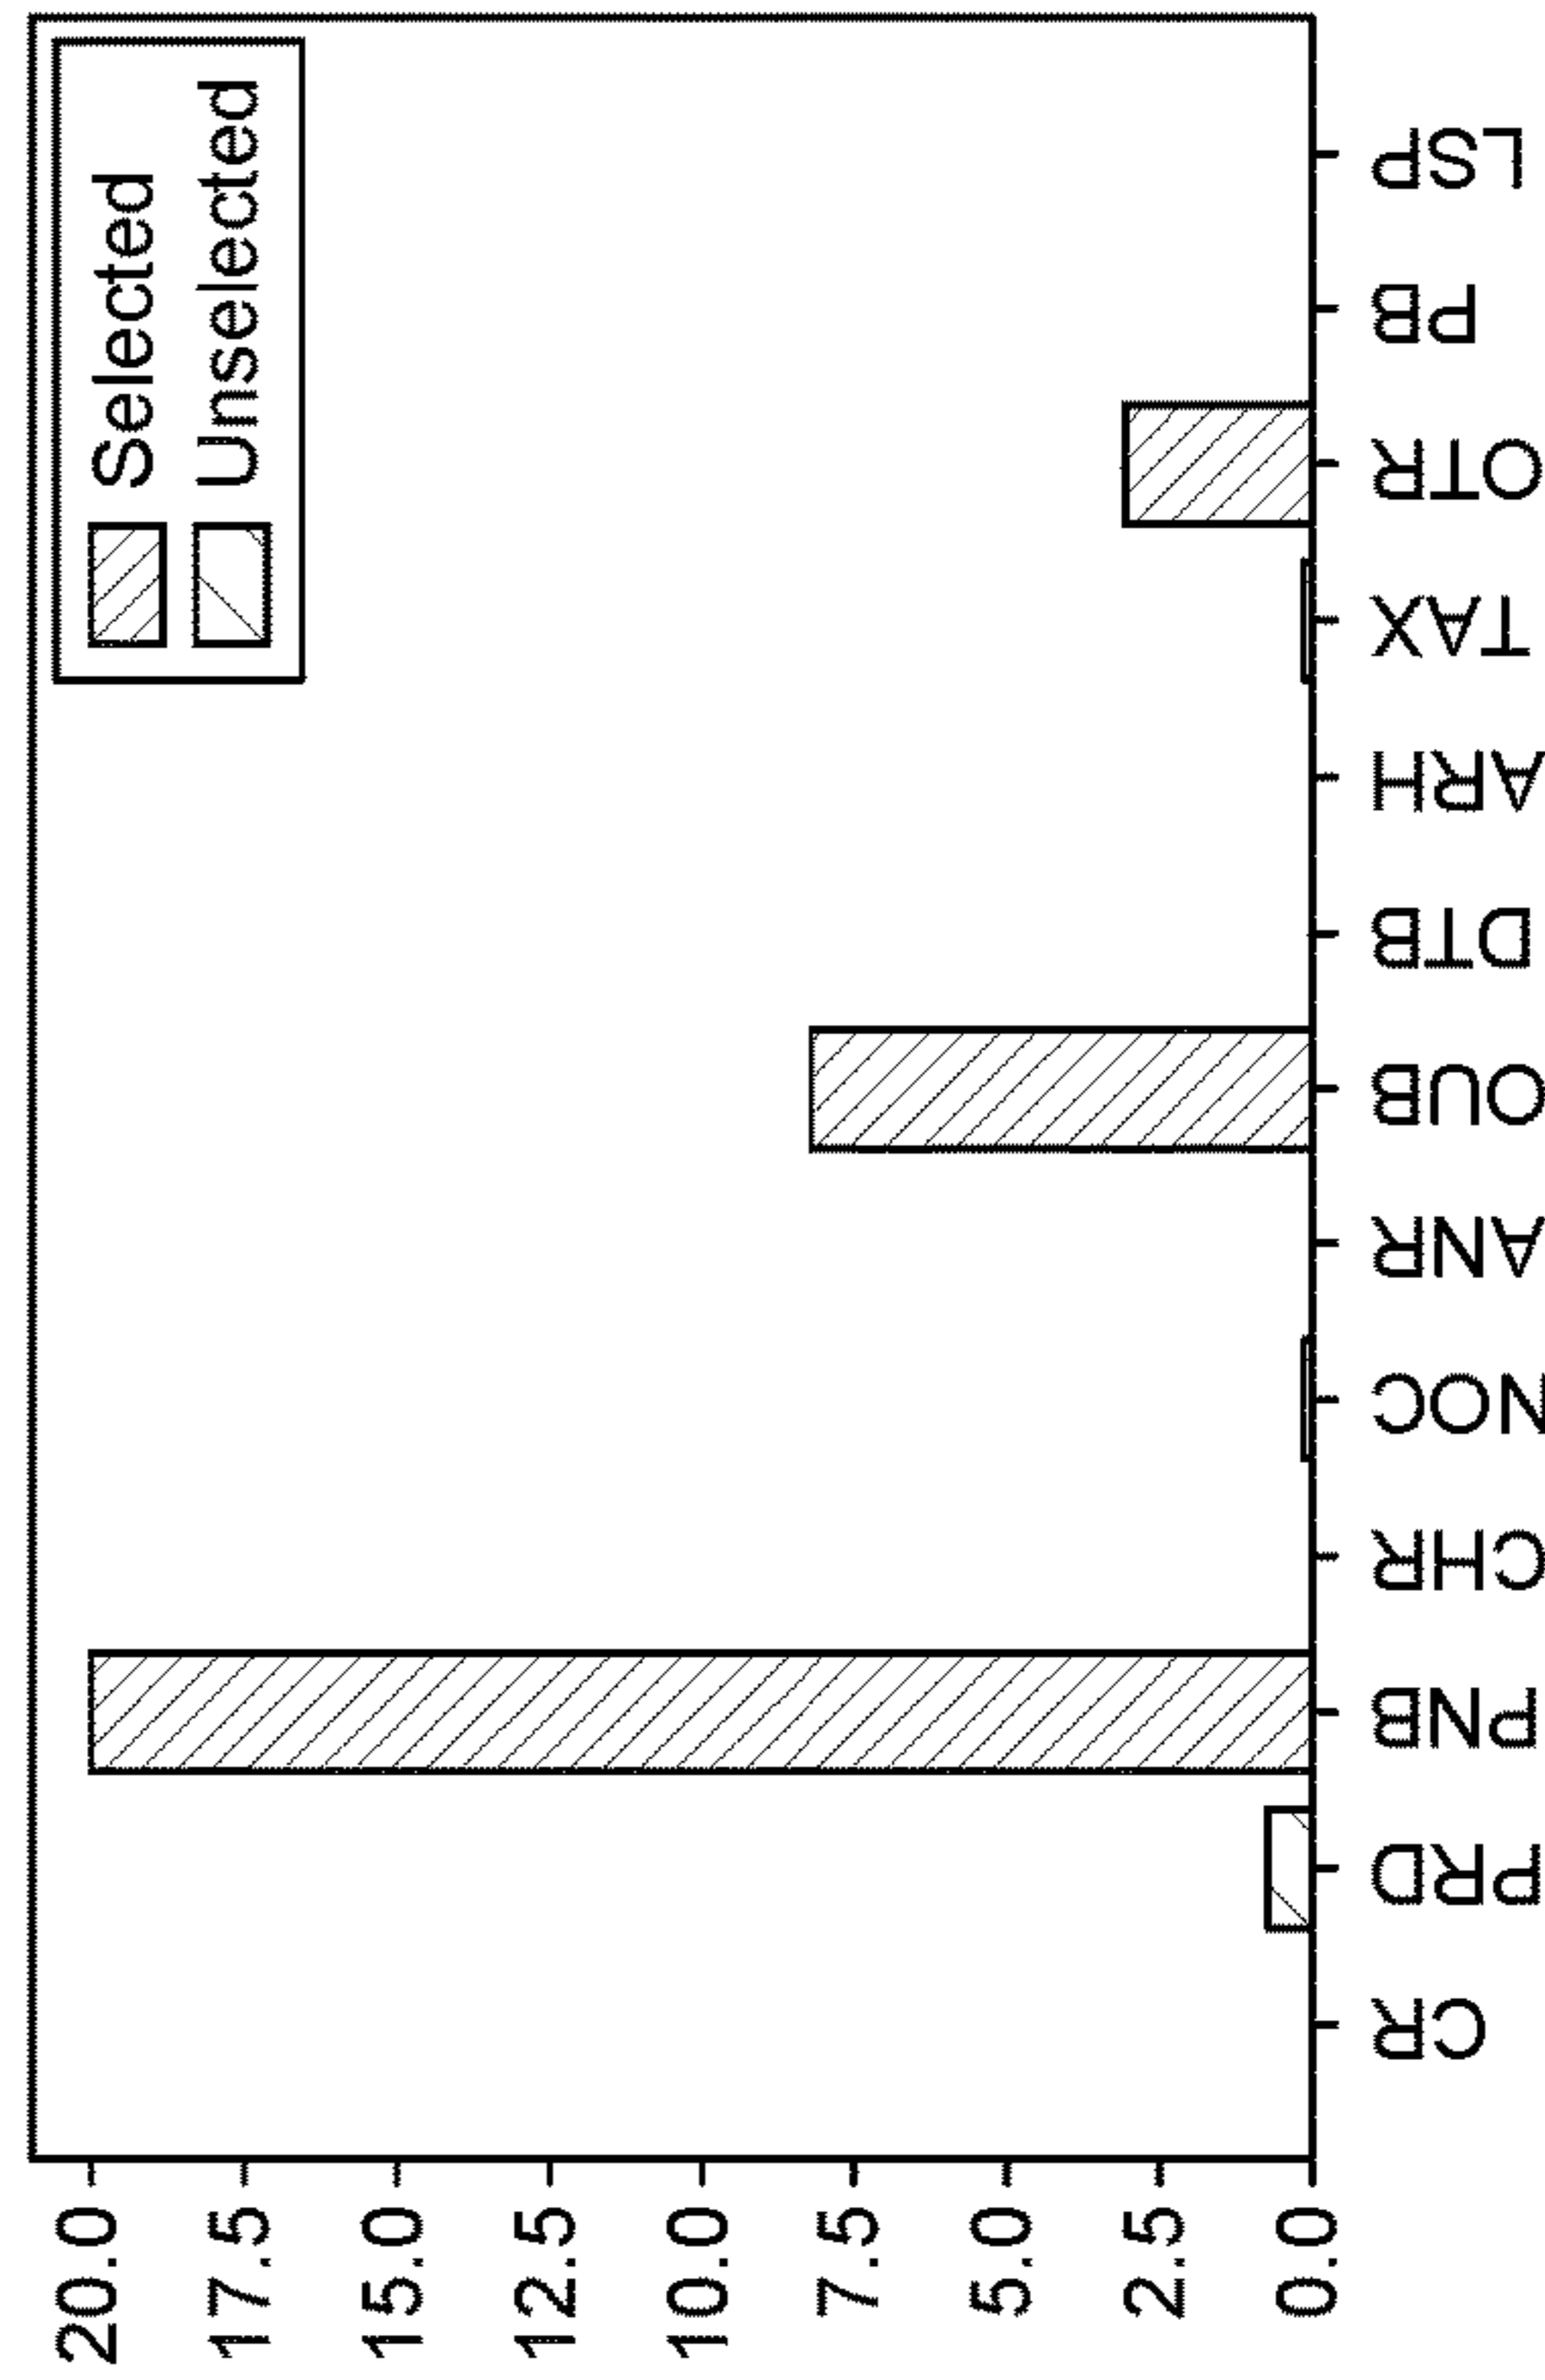 Selected
Unselected
20.0
17.5
15.0
12.5
10.0
7.5
5.0
2.5
0.0
CR
PRD
PNB
CHR
NOC
ANR
OUB
DTB
ARH
TAX
OTR
PB
LSP